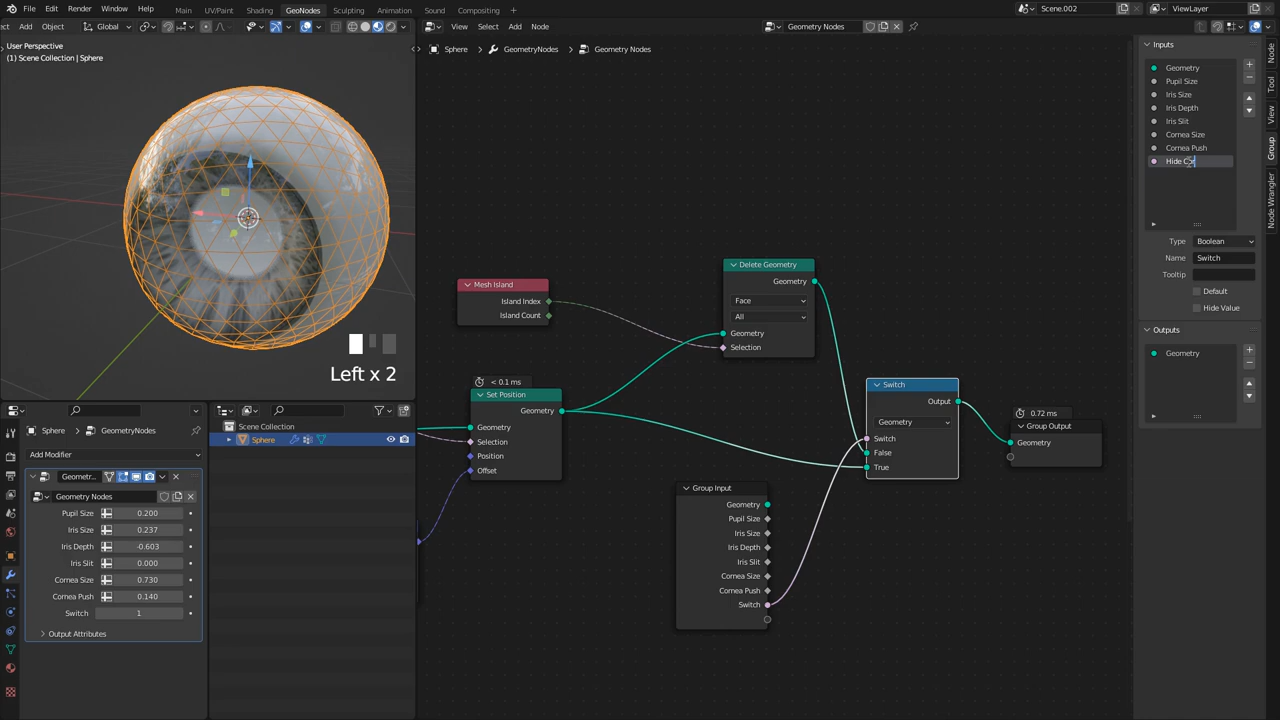 File Edit Render Window Help Main UV/Paint Shading GeoNodes Sculpting Animation Sound Compositing Scene.002 ViewLayer
ect Add Object Global View Select Add Node Geometry Nodes
User Perspective
(1) Scene Collection | Sphere
Sphere GeometryNodes Geometry Nodes
Left x 2
Mesh Island
Island Index
Island Count
< 0.1 ms
Set Position
Geometry
Geometry
Selection
Position
Offset
Delete Geometry
Geometry
Face
All
Geometry
Selection
Group Input
Geometry
Pupil Size
Iris Size
Iris Depth
Iris Slit
Cornea Size
Cornea Push
Switch
Switch
Output
Geometry
Switch
False
True
0.72 ms
Group Output
Geometry
Inputs
Geometry
Pupil Size
Iris Size
Iris Depth
Iris Slit
Cornea Size
Cornea Push
Type Boolean
Name Switch
Tooltip
Default
Hide Value
Outputs
Geometry
Node
Tool
View
Group
Node Wrangler
Sphere GeometryNodes
Add Modifier
Geometr...
Geometry Nodes
Pupil Size 0.200
Iris Size 0.237
Iris Depth -0.603
Iris Slit 0.000
Cornea Size 0.730
Cornea Push 0.140
Switch 1
Output Attributes
Scene Collection
Sphere